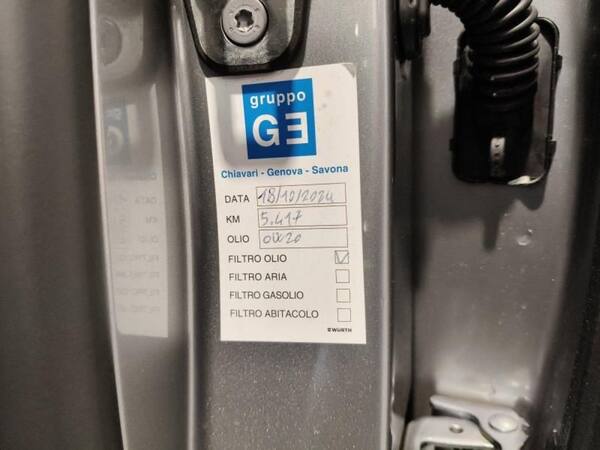 gruppo
GE
Chiavari - Genova - Savona
DATA 18/10/2024
KM 5.417
OLIO 0W20
FILTRO OLIO
FILTRO ARIA
FILTRO GASOLIO
FILTRO ABITACOLO
WÜRTH